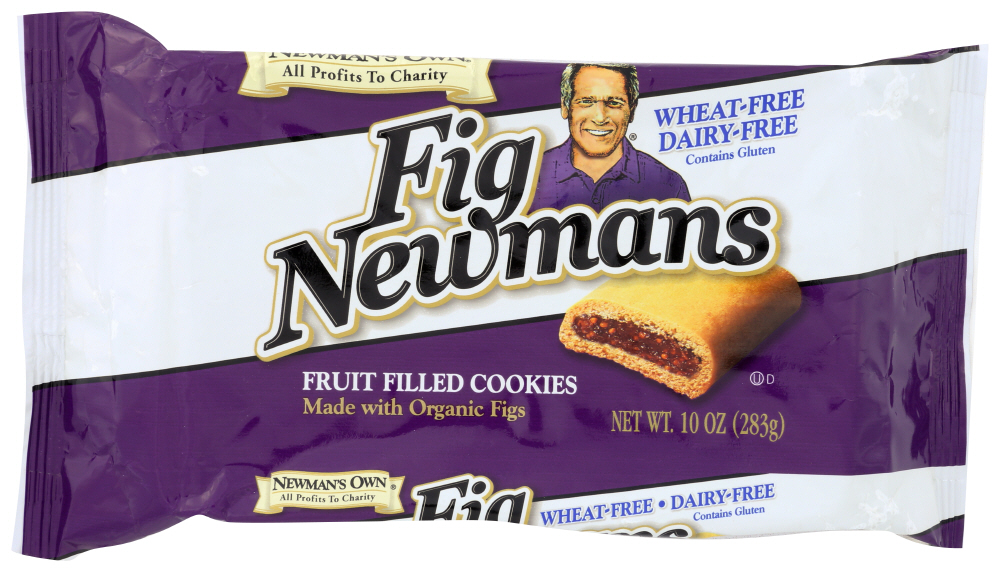 NEWMAN'S OWN
All Profits To Charity
WHEAT-FREE
DAIRY-FREE
Contains Gluten
Fig
®
Newmans
FRUIT FILLED COOKIES
Made with Organic Figs
Ⓤ D
NET WT. 10 OZ (283g)
NEWMAN'S OWN®
All Profits To Charity
Fig
WHEAT-FREE • DAIRY-FREE
Contains Gluten